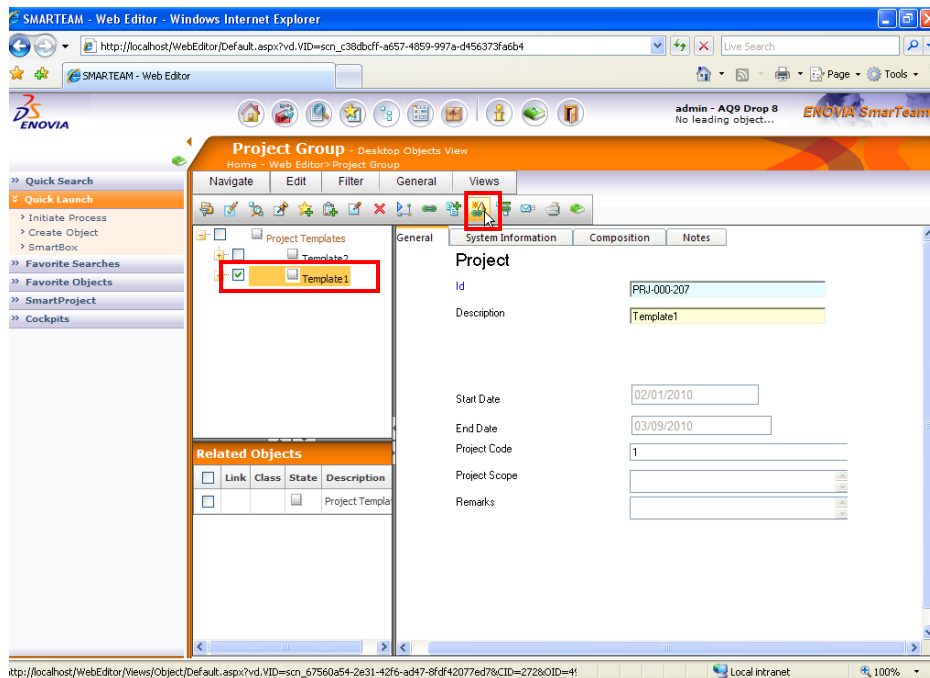 SMARTEAM - Web Editor - Windows Internet Explorer
http://localhost/WebEditor/Default.aspx?vd.VID=scn_c38dbcff-a657-4859-997a-d456373fa6b4
Live Search
SMARTEAM - Web Editor
Page
Tools
ENOVIA
admin - AQ9 Drop 8
No leading object...
ENOVIA SmarTeam
Project Group - Desktop Objects View
Home - Web Editor>Project Group
» Quick Search
Quick Launch
Initiate Process
Create Object
SmartBox
» Favorite Searches
» Favorite Objects
» SmartProject
» Cockpits
Navigate Edit Filter General Views
Project Templates
Template2
Template1
General System Information Composition Notes
Project
Id PRJ-000-207
Description Template1
Start Date 02/01/2010
End Date 03/09/2010
Project Code 1
Project Scope
Remarks
Related Objects
Link Class State Description
Project Templa
ttp://localhost/WebEditor/Views/Object/Default.aspx?vd.VID=scn_67560a54-2e31-42f6-ad47-8fdf42077ed7&CID=272&OID=49
Local intranet
100%